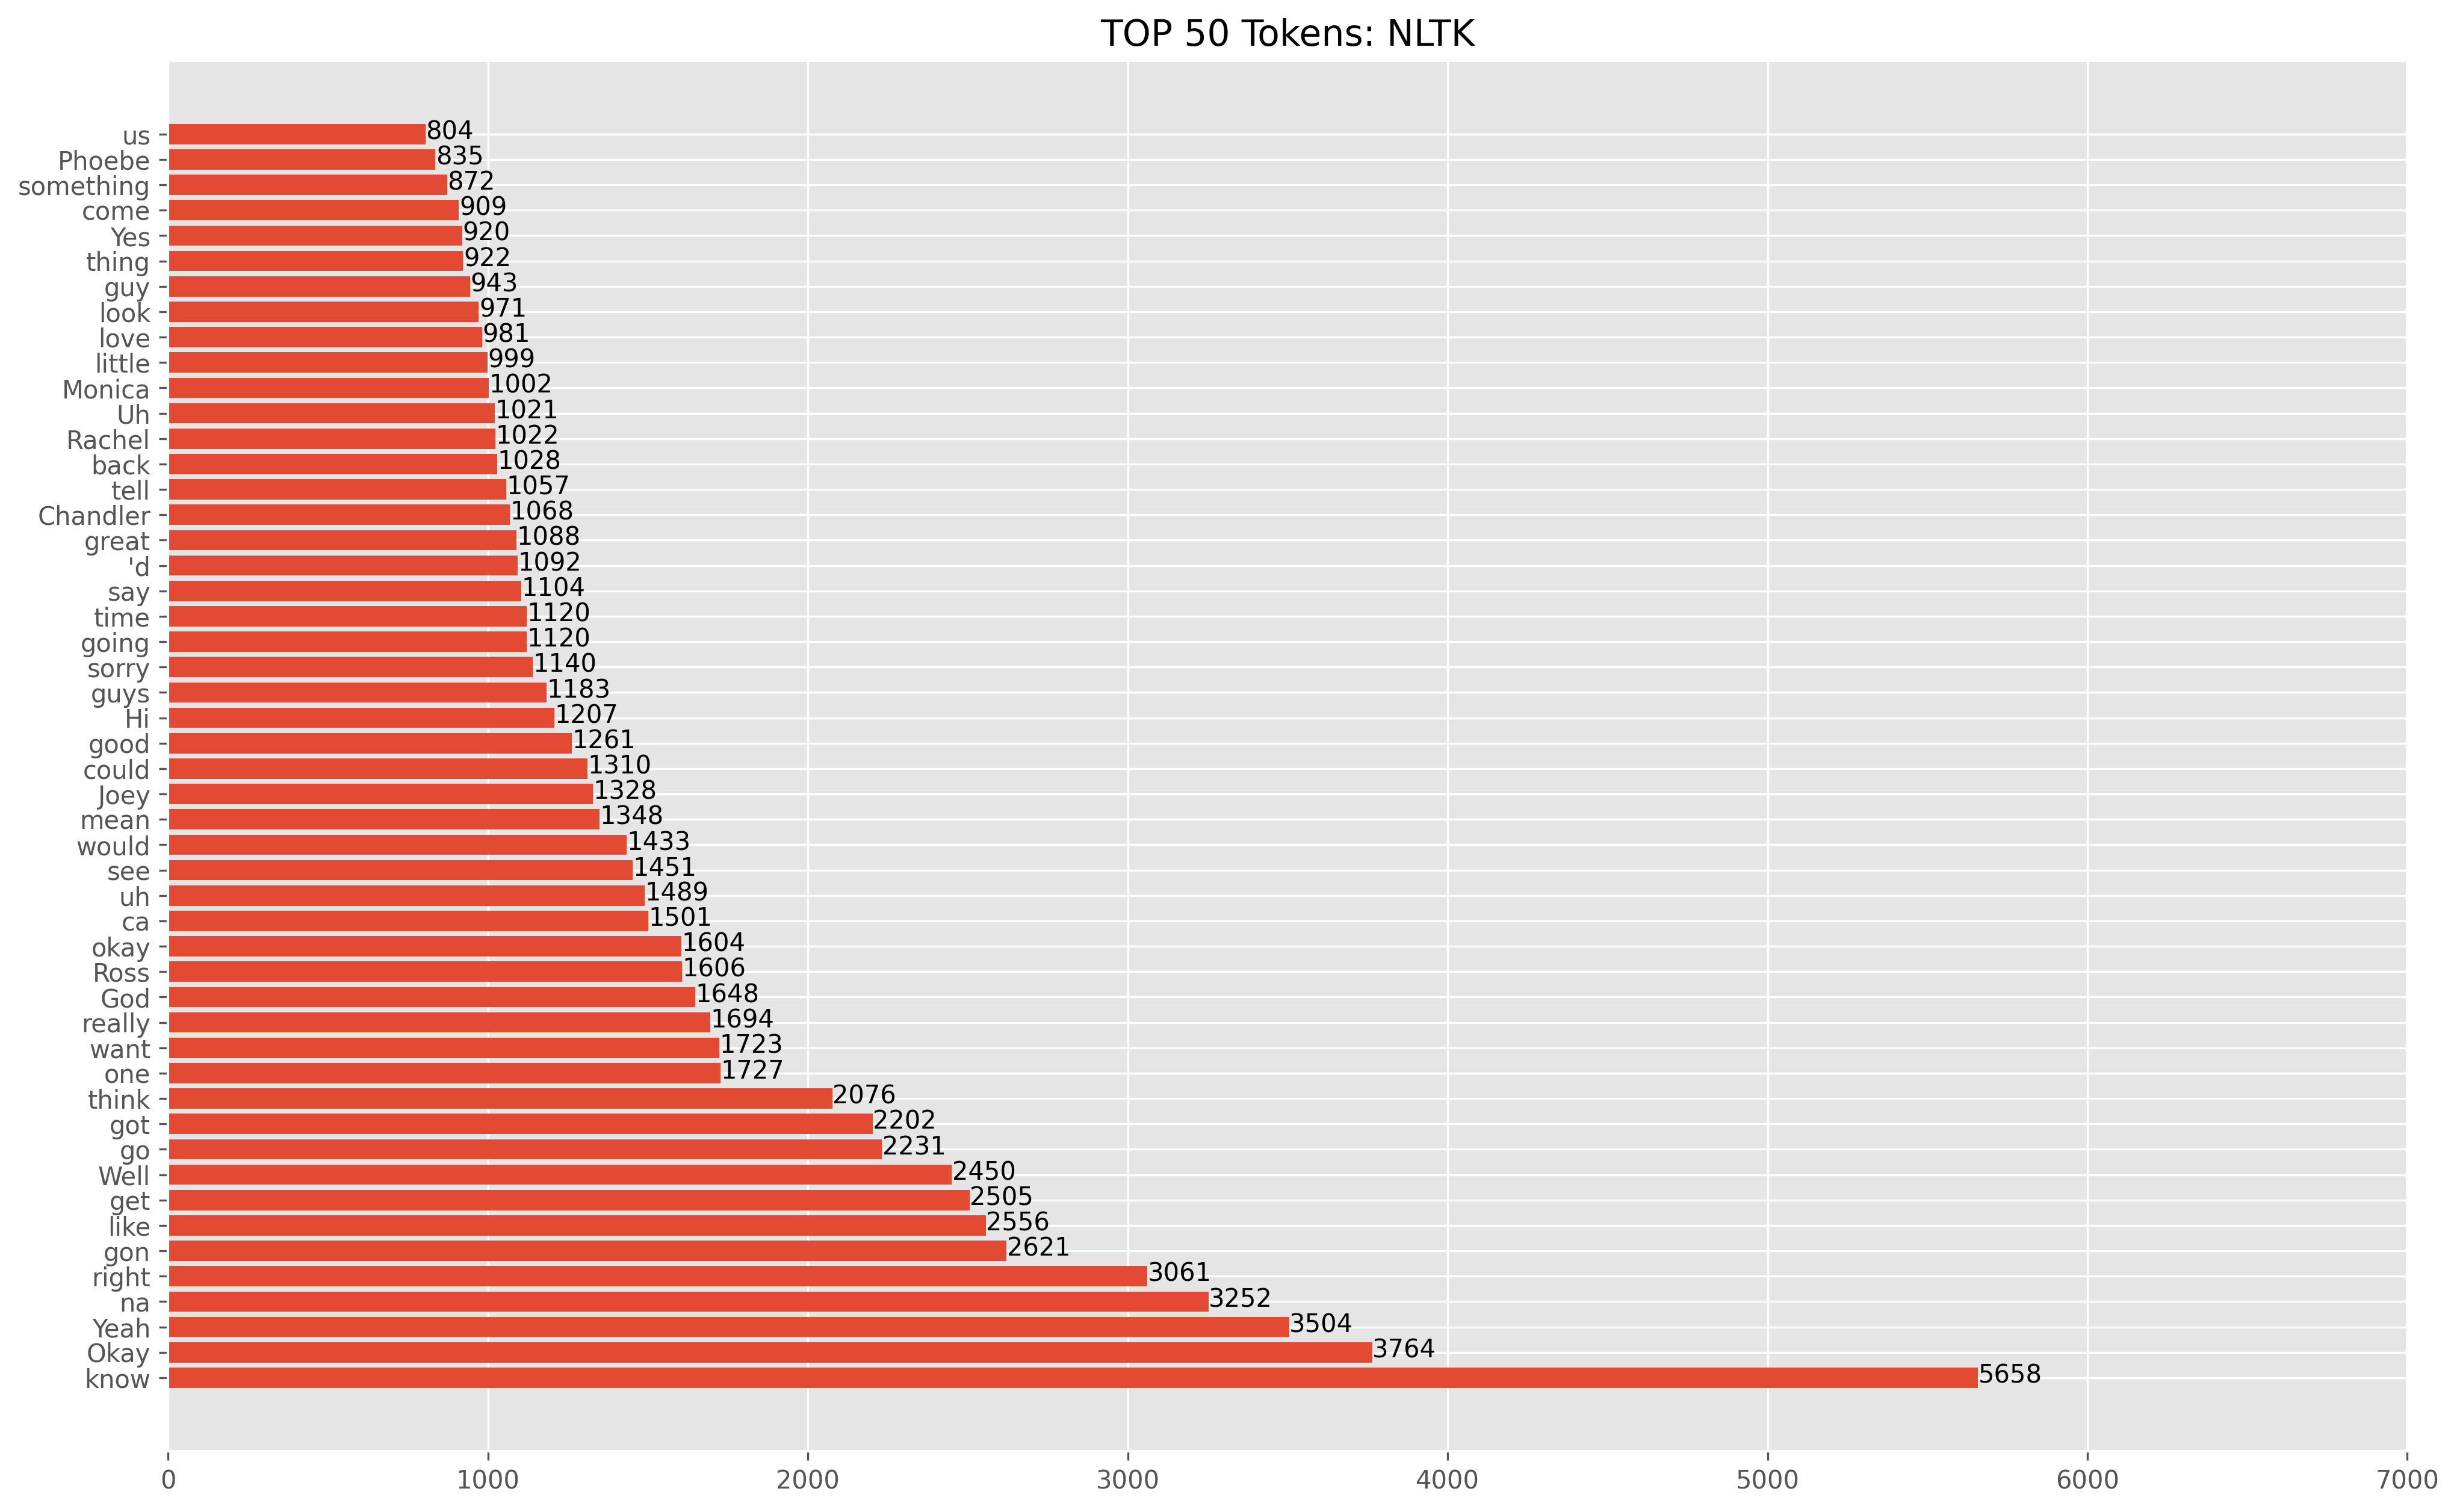 TOP 50 Tokens: NLTK
us 804
Phoebe 835
something 872
come 909
Yes 920
thing 922
guy 943
look 971
love 981
little 999
Monica 1002
Uh 1021
Rachel 1022
back 1028
tell 1057
Chandler 1068
great 1088
'd 1092
say 1104
time 1120
going 1120
sorry 1140
guys 1183
Hi 1207
good 1261
could 1310
Joey 1328
mean 1348
would 1433
see 1451
uh 1489
ca 1501
okay 1604
Ross 1606
God 1648
really 1694
want 1723
one 1727
think 2076
got 2202
go 2231
Well 2450
get 2505
like 2556
gon 2621
right 3061
na 3252
Yeah 3504
Okay 3764
know 5658
0 1000 2000 3000 4000 5000 6000 7000